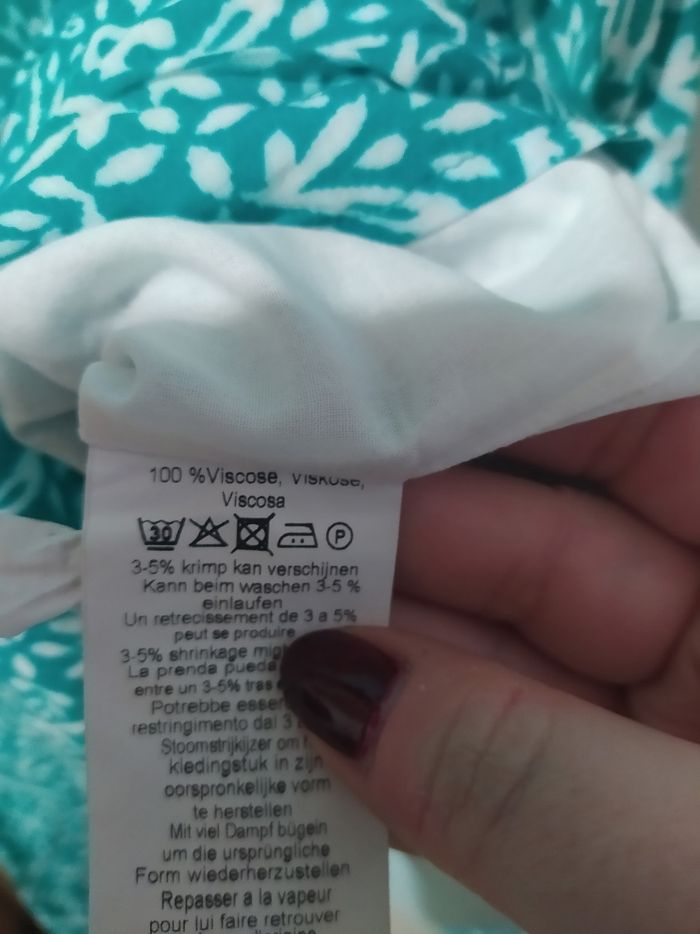 100 %Viscose, Viskose,
Viscosa
30 P
3-5% krimp kan verschijnen
Kann beim waschen 3-5 %
einlaufen
Un retrecissement de 3 a 5%
peut se produire
3-5% shrinkage
La prenda pueda
entre un 3-5% tras
Potrebbe
restringimento dal 3
Stoomstrijkijzer om
kledingstuk in zijn
oorspronkelijke vorm
te herstellen
Mit viel Dampf bügeln
um die ursprüngliche
Form wiederherzustellen
Repasser a la vapeur
pour lui faire retrouver